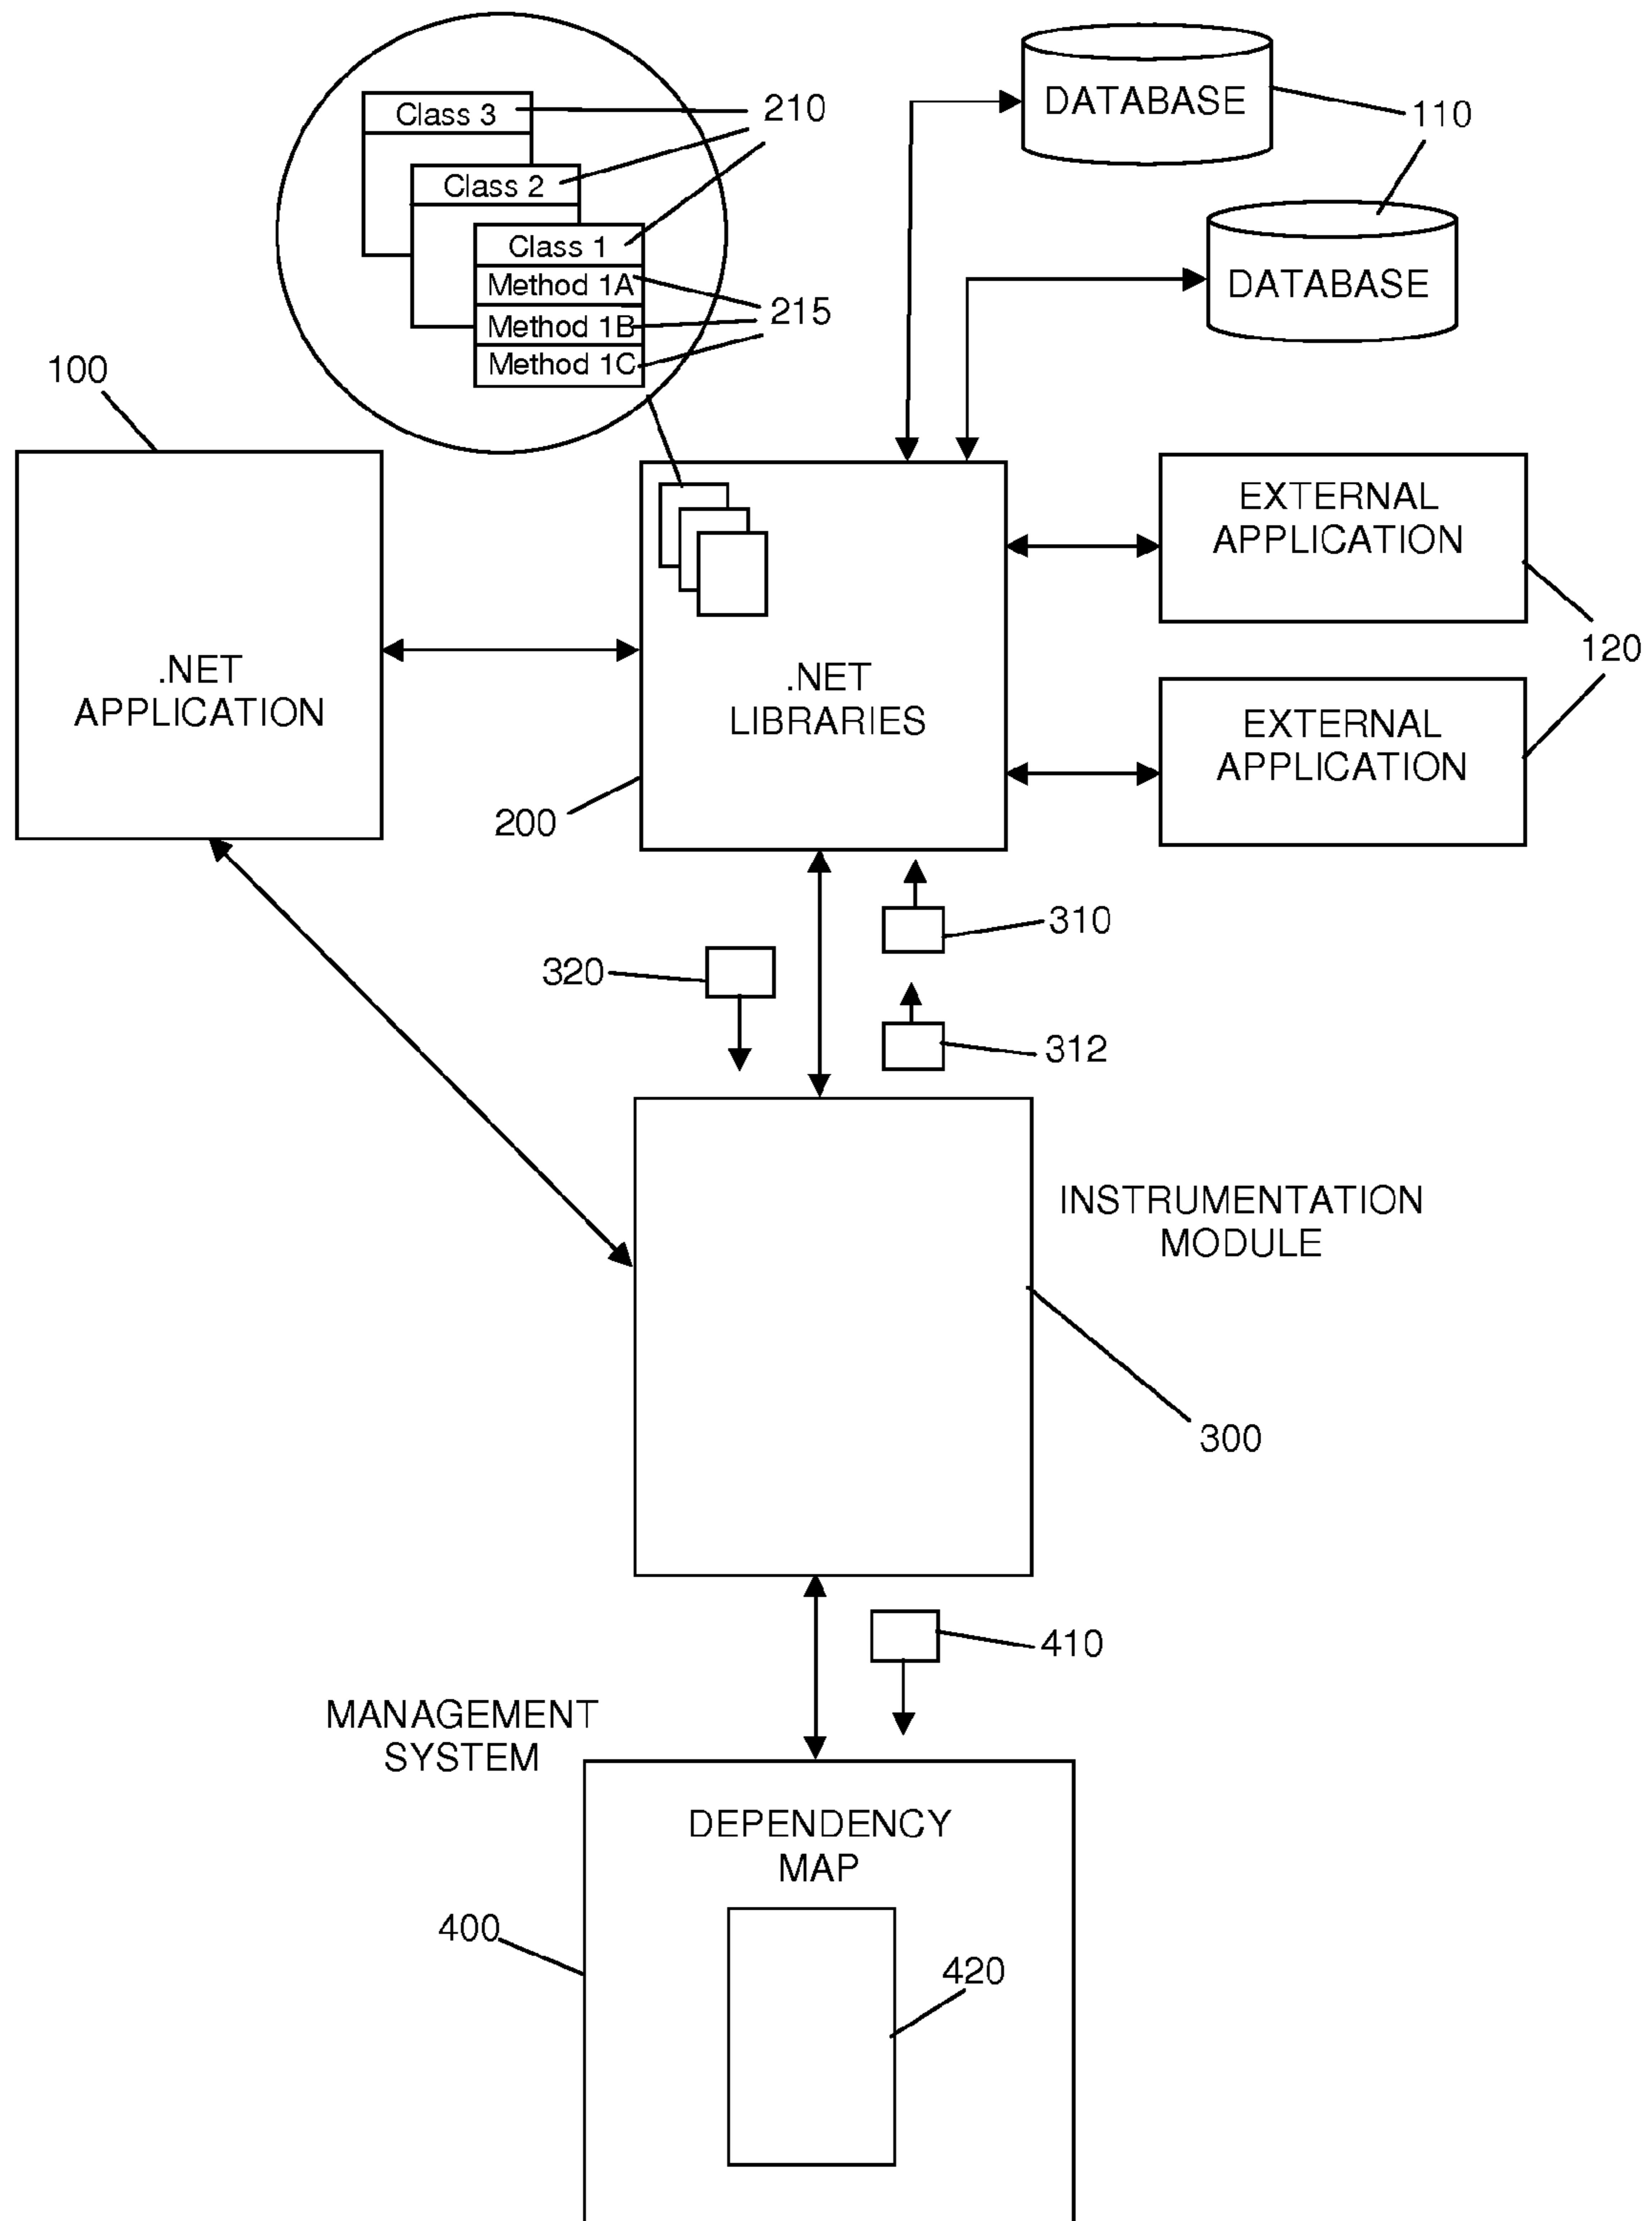 DATABASE
110
DATABASE
Class 3
210
Class 2
Class 1
Method 1A
215
Method 1B
Method 1C
100
.NET
APPLICATION
.NET
LIBRARIES
200
EXTERNAL
APPLICATION
120
EXTERNAL
APPLICATION
310
320
312
INSTRUMENTATION
MODULE
300
410
MANAGEMENT
SYSTEM
DEPENDENCY
MAP
400
420